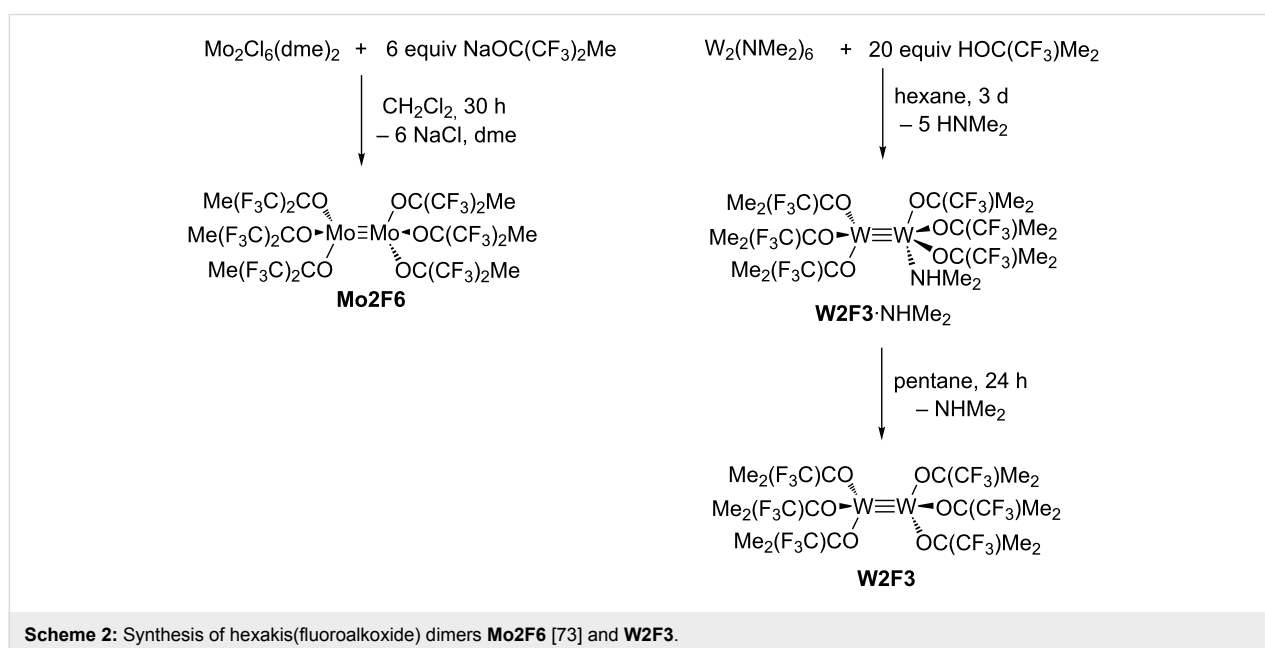 Mo2Cl6(dme)2 + 6 equiv NaOC(CF3)2Me
CH2Cl2, 30 h
– 6 NaCl, dme
Me(F3C)2CO OC(CF3)2Me
Me(F3C)2CO Mo≡Mo OC(CF3)2Me
Me(F3C)2CO OC(CF3)2Me
Mo2F6
W2(NMe2)6 + 20 equiv HOC(CF3)Me2
hexane, 3 d
– 5 HNMe2
Me2(F3C)CO OC(CF3)Me2
Me2(F3C)CO W≡W OC(CF3)Me2
Me2(F3C)CO OC(CF3)Me2
NHMe2
W2F3·NHMe2
pentane, 24 h
– NHMe2
Me2(F3C)CO OC(CF3)Me2
Me2(F3C)CO W≡W OC(CF3)Me2
Me2(F3C)CO OC(CF3)Me2
W2F3
Scheme 2: Synthesis of hexakis(fluoroalkoxide) dimers Mo2F6 [73] and W2F3.